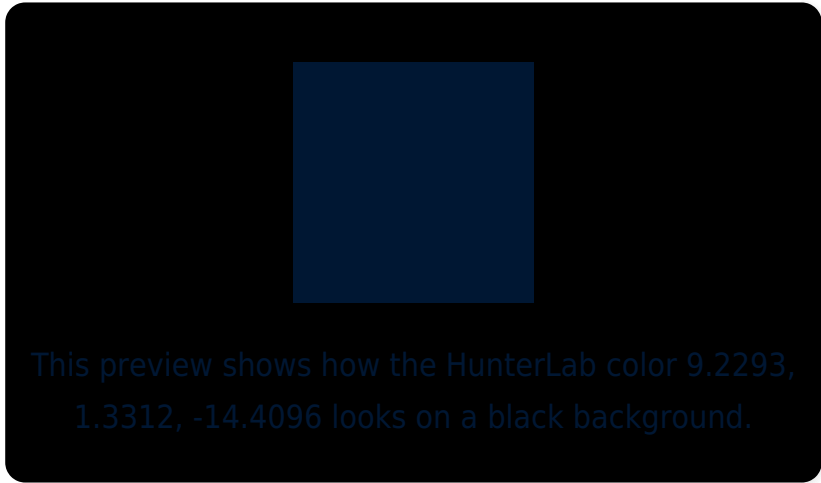 This preview shows how the HunterLab color 9.2293,
1.3312, -14.4096 looks on a black background.